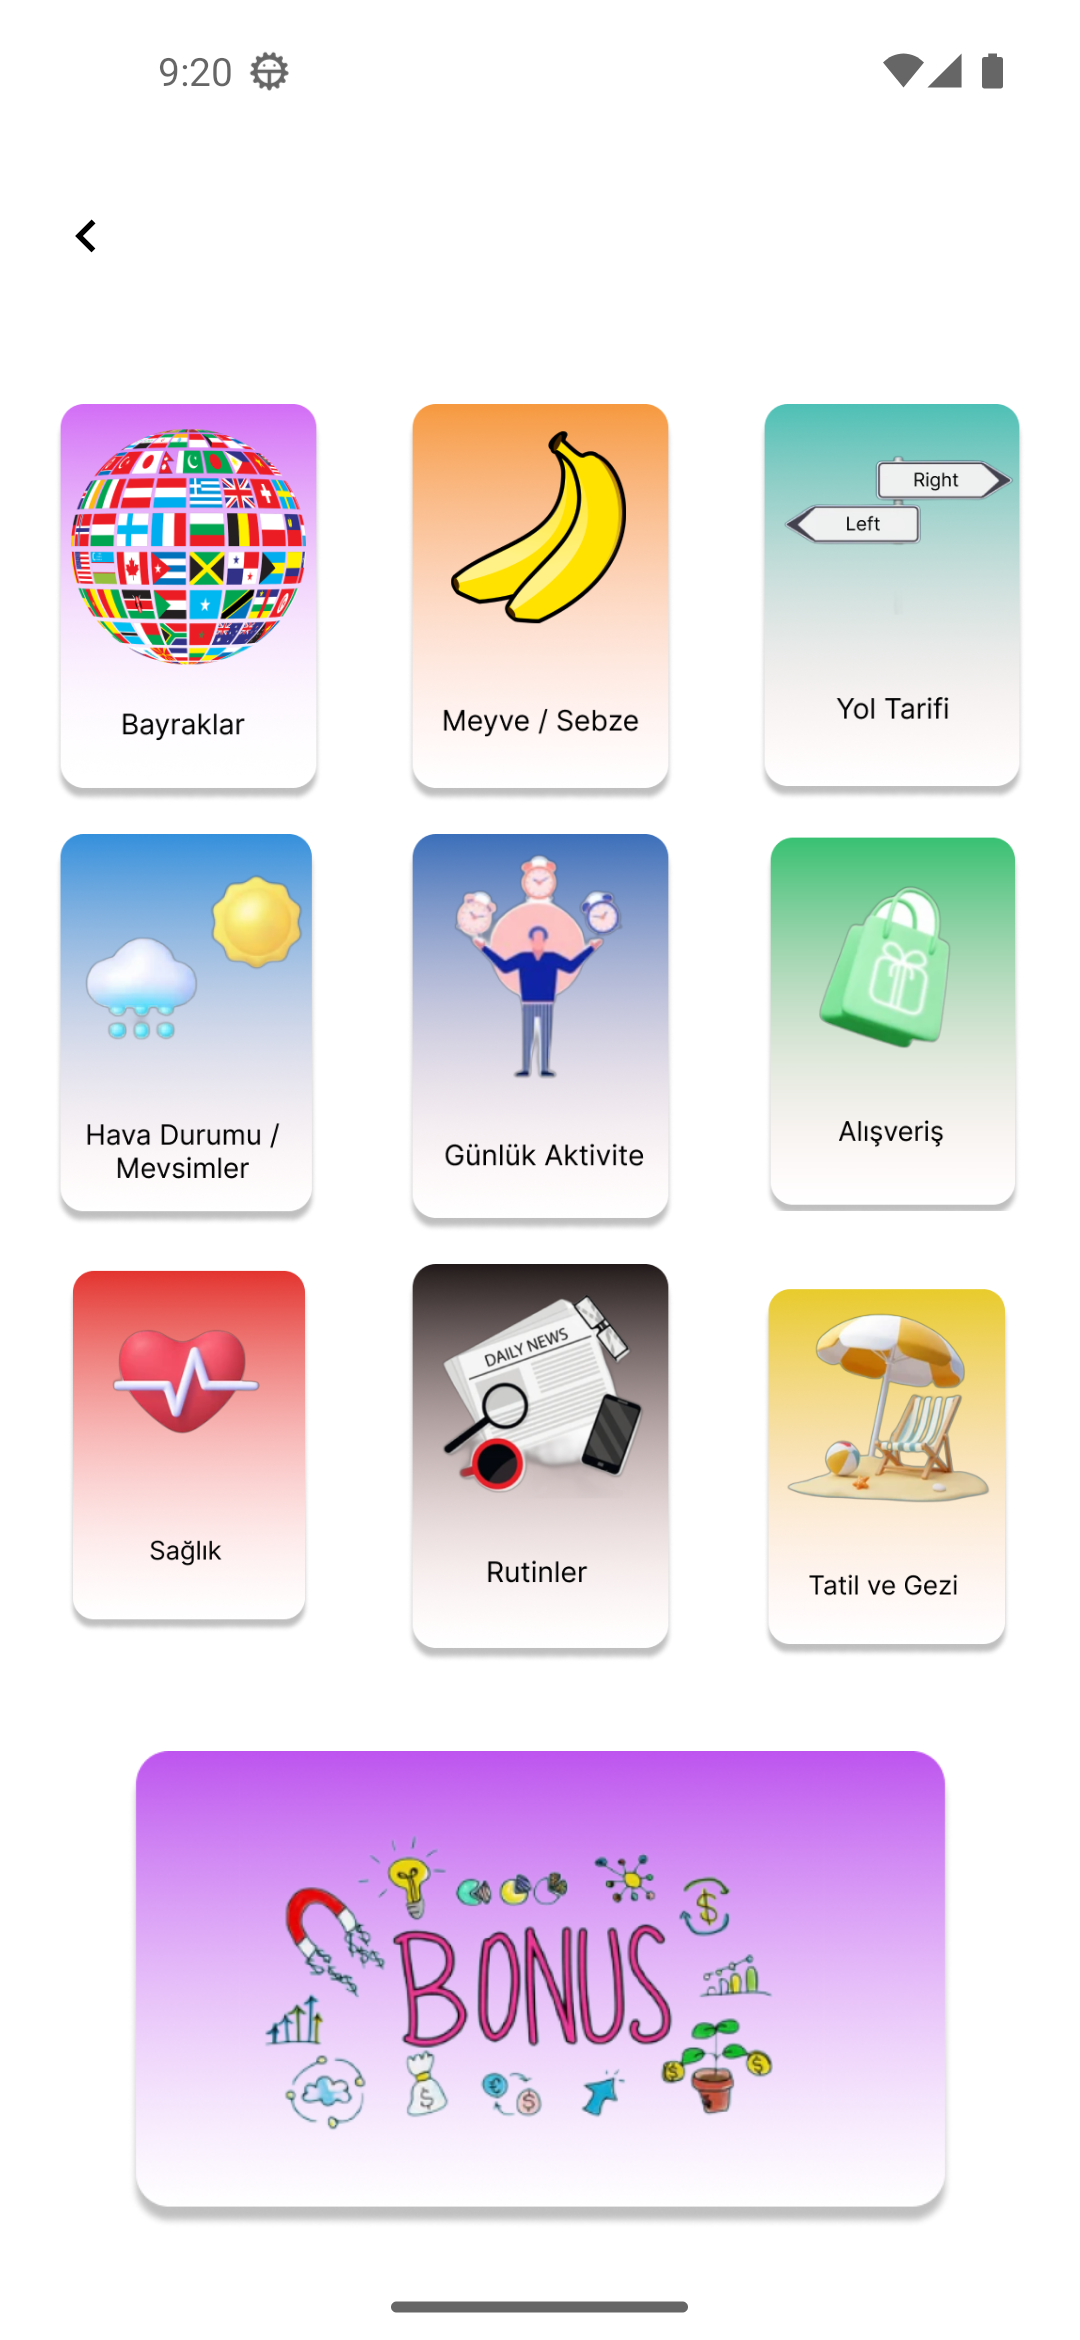 9:20
Right
Left
Bayraklar
Meyve / Sebze
Yol Tarifi
Hava Durumu /
Mevsimler
Günlük Aktivite
Alışveriş
DAILY NEWS
Sağlık
Rutinler
Tatil ve Gezi
BONUS